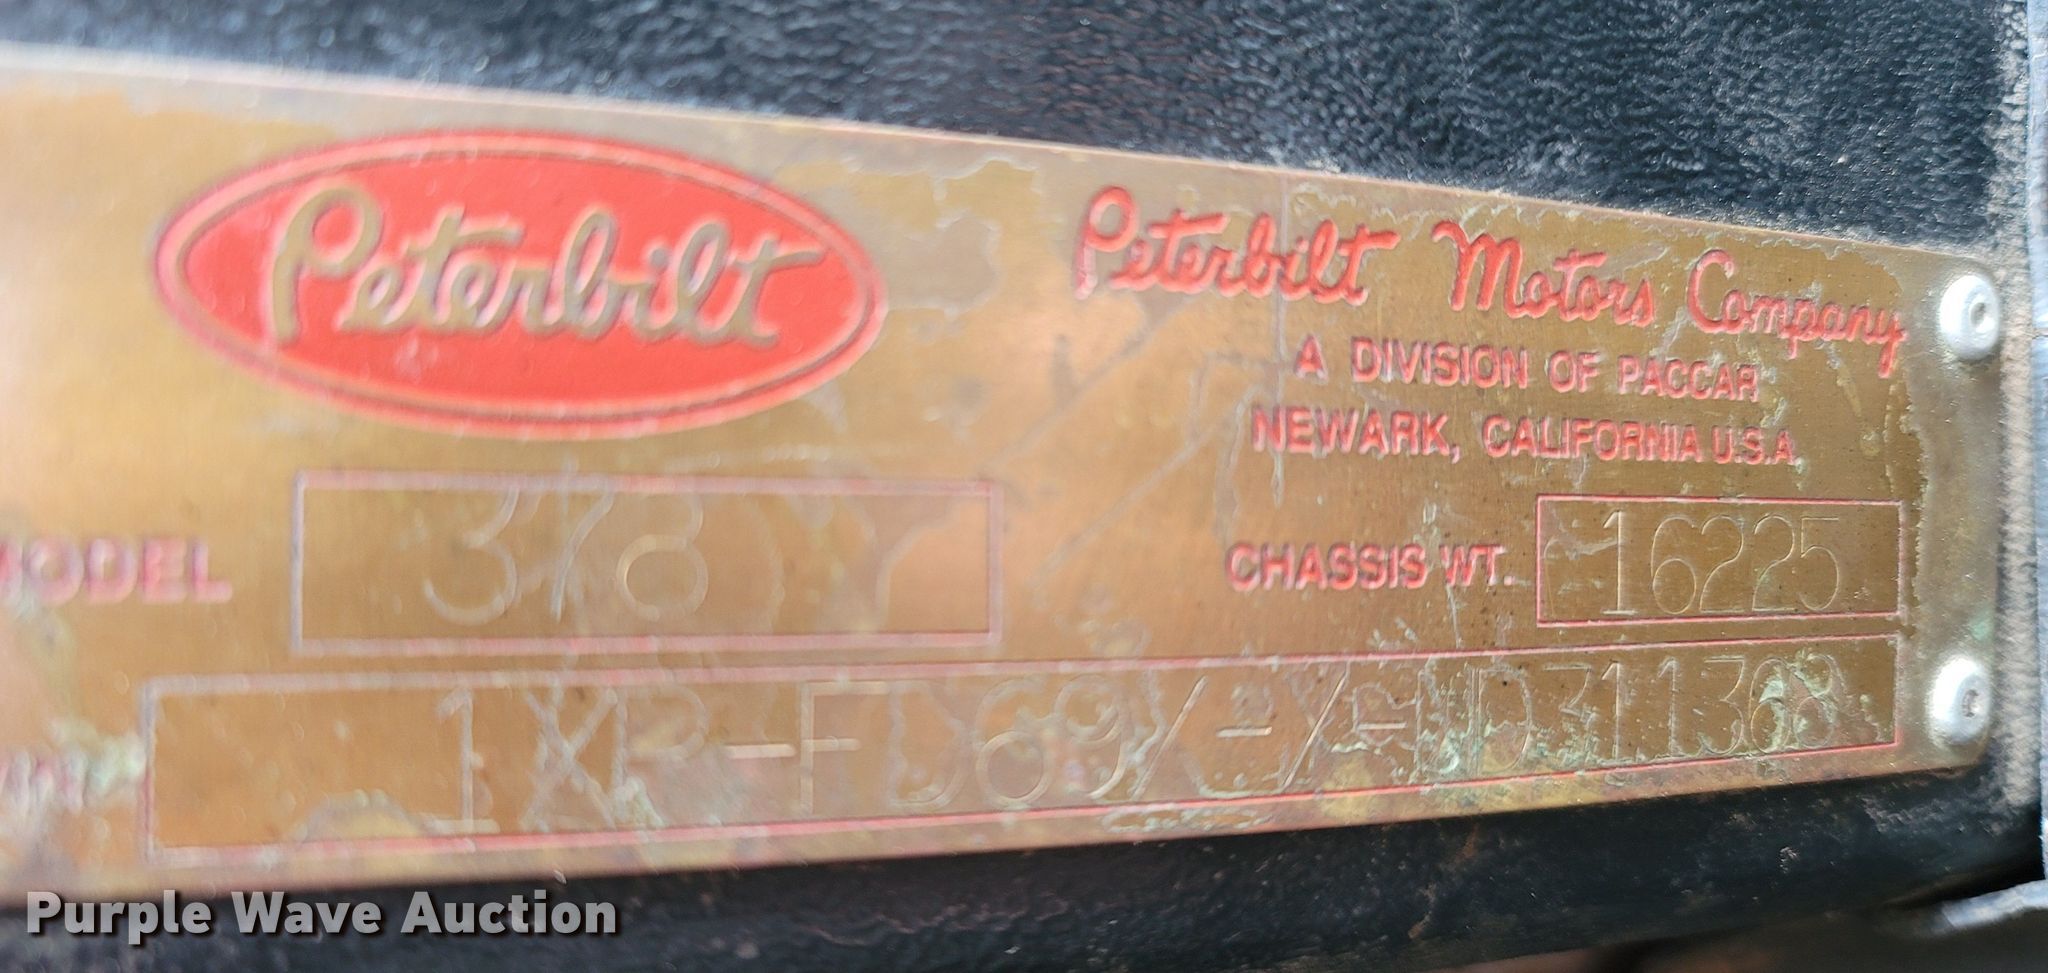 Peterbilt
Peterbilt Motors Company
A DIVISION OF PACCAR
NEWARK, CALIFORNIA U.S.A.
MODEL 378
CHASSIS WT. 16225
Purple Wave Auction